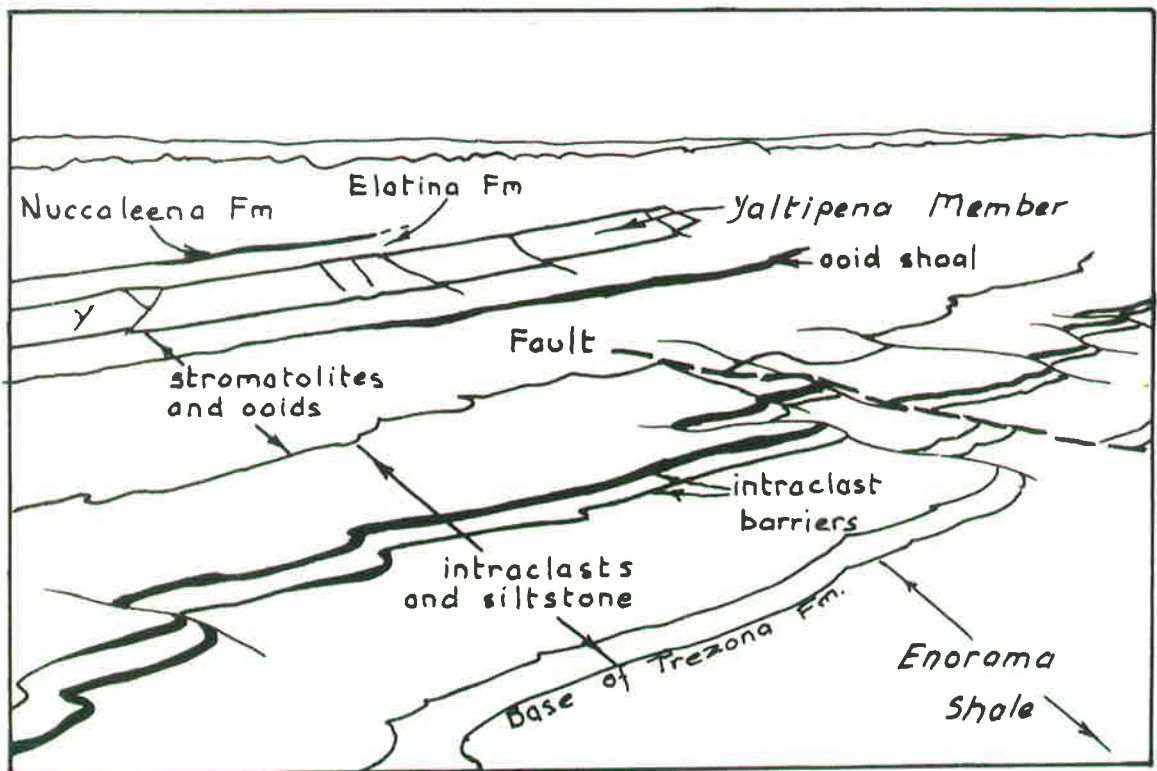 Elatina Fm
Nuccaleena Fm
Yaltipena Member
ooid shoal
Y
Fault
stromatolites
and ooids
intraclast
barriers
intraclasts
and siltstone
Base of Trezona Fm.
Enorama
Shale